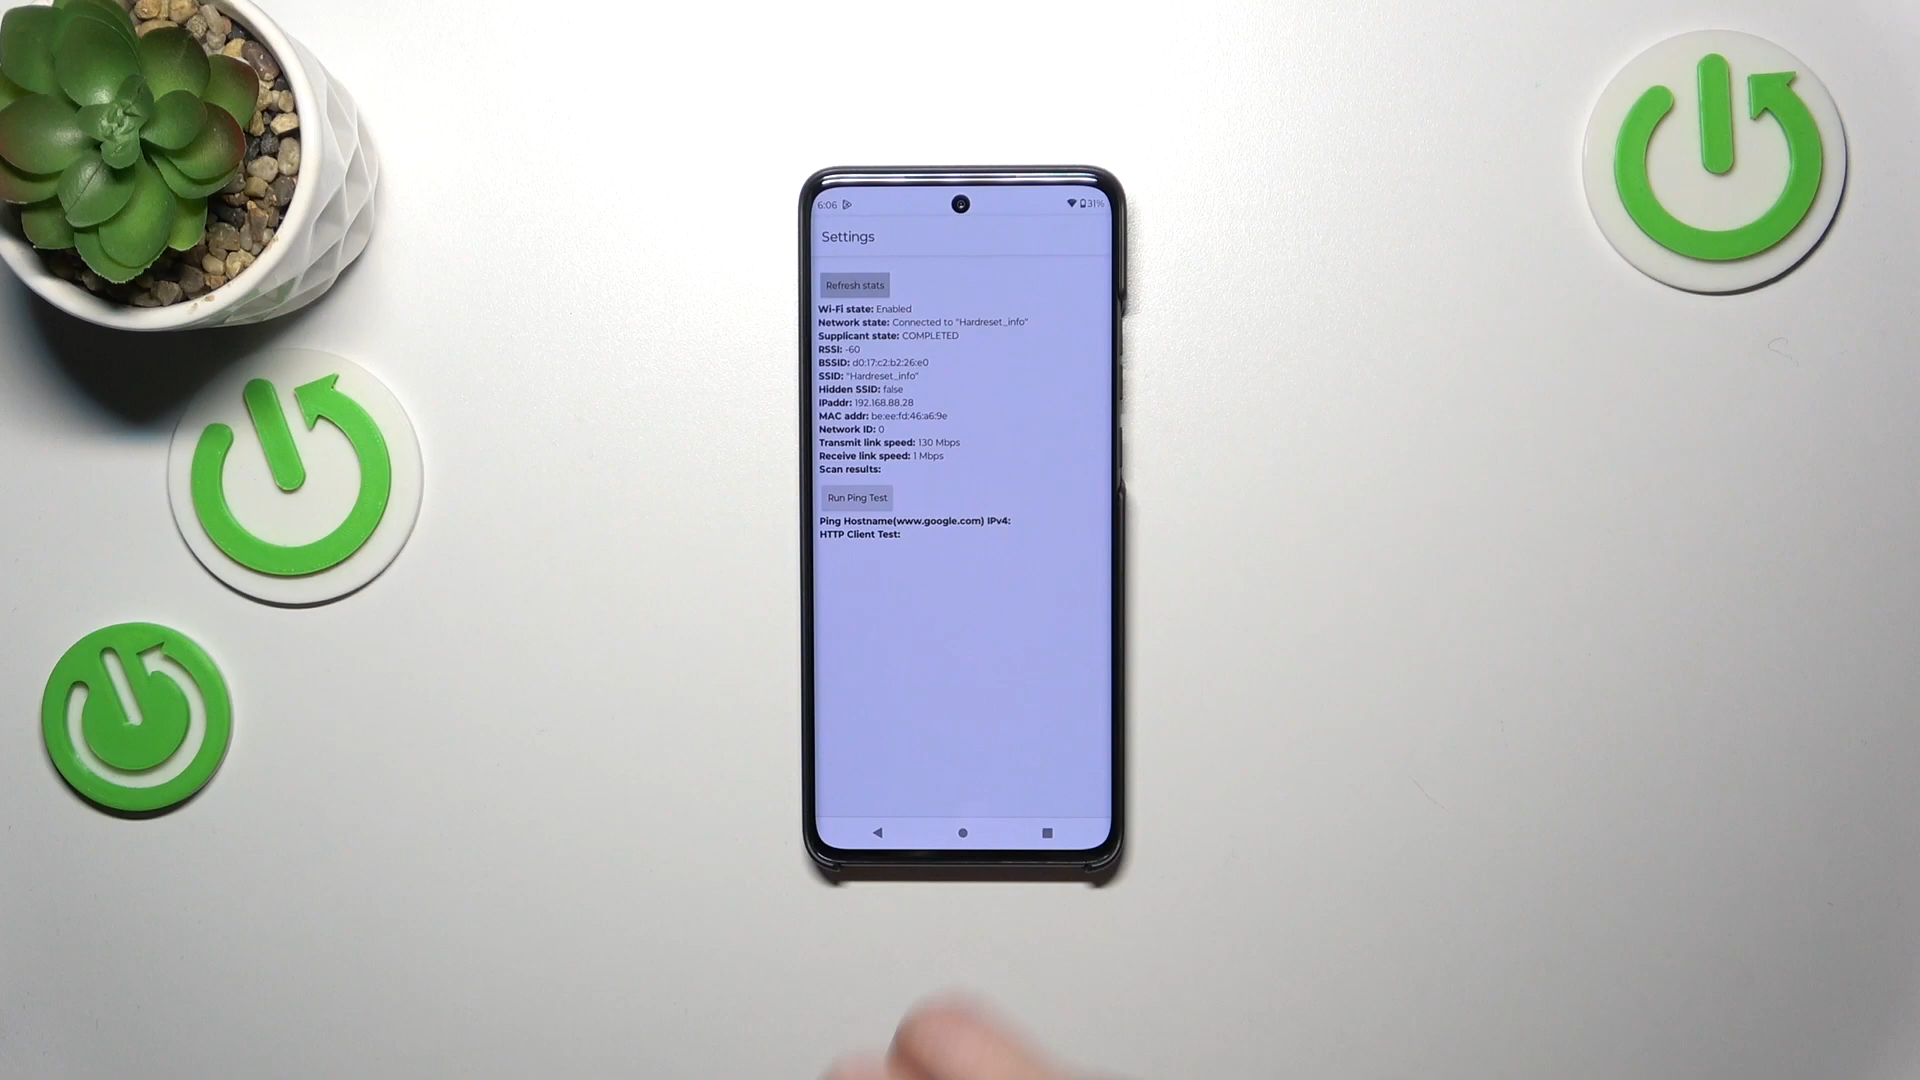 6:06 31%
Settings
Refresh stats
Wi-Fi state: Enabled
Network state: Connected to "Hardreset_info"
Supplicant state: COMPLETED
RSSI: -60
BSSID: d0:17:c2:b2:26:e0
SSID: "Hardreset_info"
Hidden SSID: false
IPaddr: 192.168.88.28
MAC addr: be:ee:fd:46:a6:9e
Network ID: 0
Transmit link speed: 130 Mbps
Receive link speed: 1 Mbps
Scan results:
Run Ping Test
Ping Hostname(www.google.com) IPv4:
HTTP Client Test: